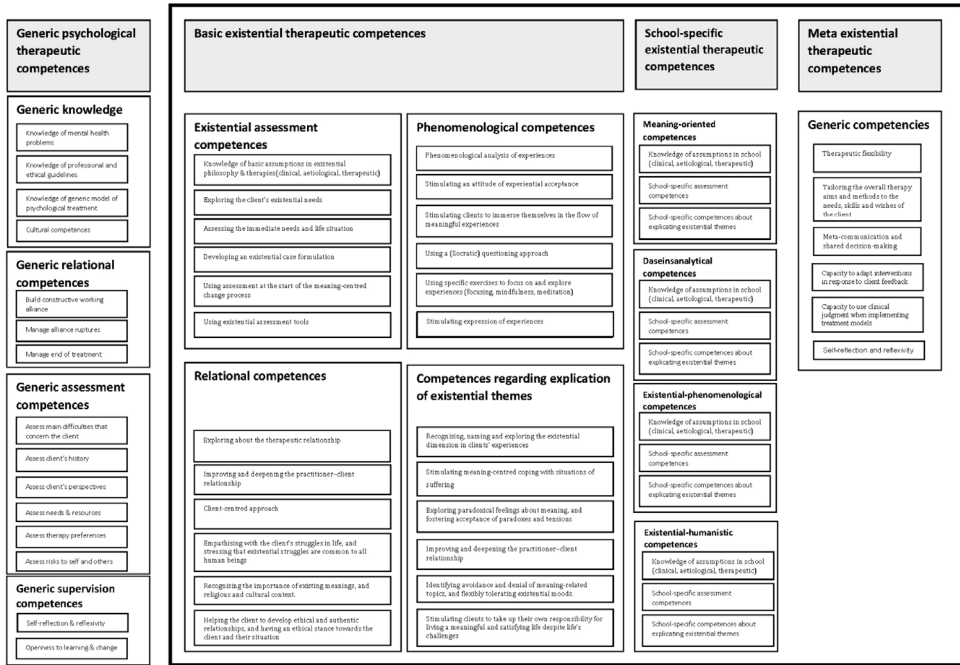 Generic psychological
therapeutic
competences
Generic knowledge
Knowledge of mental health
problems
Knowledge of professional and
ethical guidelines
Knowledge of generic model of
psychological treatment
Cultural competences
Generic relational
competences
Build constructive working
alliance
Manage alliance ruptures
Manage end of treatment
Generic assessment
competences
Assess main difficulties that
concern the client
Assess client's history
Assess client's perspectives
Assess needs & resources
Assess therapy preferences
Assess risks to self and others
Generic supervision
competences
Self-reflection & reflexivity
Openness to learning & change
Basic existential therapeutic competences
Existential assessment
competences
Knowledge of basic assumptions in existential
philosophy & therapies(clinical, aetiological, therapeutic)
Exploring the client's existential needs
Assessing the immediate needs and life situation
Developing an existential case formulation
Using assessment at the start of the meaning-centred
change process
Using existential assessment tools
Phenomenological competences
Phenomenological analysis of experiences
Stimulating an attitude of experiential acceptance
Stimulating clients to immerse themselves in the flow of
meaningful experiences
Using a (Socratic) questioning approach
Using specific exercises to focus on and explore
experiences (focusing, mindfulness, meditation)
Stimulating expression of experiences
Relational competences
Exploring about the therapeutic relationship
Improving and deepening the practitioner–client
relationship
Client-centred approach
Empathising with the client's struggles in life, and
stressing that existential struggles are common to all
human beings
Recognising the importance of existing meanings, and
religious and cultural context.
Helping the client to develop ethical and authentic
relationships, and having an ethical stance towards the
client and their situation
Competences regarding explication
of existential themes
Recognising, naming and exploring the existential
dimension in clients' experiences
Stimulating meaning-centred coping with situations of
suffering
Exploring paradoxical feelings about meaning, and
fostering acceptance of paradoxes and tensions
Improving and deepening the practitioner–client
relationship
Identifying avoidance and denial of meaning-related
topics, and flexibly tolerating existential moods.
Stimulating clients to take up their own responsibility for
living a meaningful and satisfying life despite life's
challenges
School-specific
existential therapeutic
competences
Meaning-oriented
competences
Knowledge of assumptions in school
(clinical, aetiological, therapeutic)
School-specific assessment
competences
School-specific competences about
explicating existential themes
Daseinsanalytical
competences
Knowledge of assumptions in school
(clinical, aetiological, therapeutic)
School-specific assessment
competences
School-specific competences about
explicating existential themes
Existential-phenomenological
competences
Knowledge of assumptions in school
(clinical, aetiological, therapeutic)
School-specific assessment
competences
School-specific competences about
explicating existential themes
Existential-humanistic
competences
Knowledge of assumptions in school
(clinical, aetiological, therapeutic)
School-specific assessment
competences
School-specific competences about
explicating existential themes
Meta existential
therapeutic
competences
Generic competencies
Therapeutic flexibility
Tailoring the overall therapy
aims and methods to the
needs, skills and wishes of
the client
Meta-communication and
shared decision-making
Capacity to adapt interventions
in response to client feedback
Capacity to use clinical
judgment when implementing
treatment models
Self-reflection and reflexivity